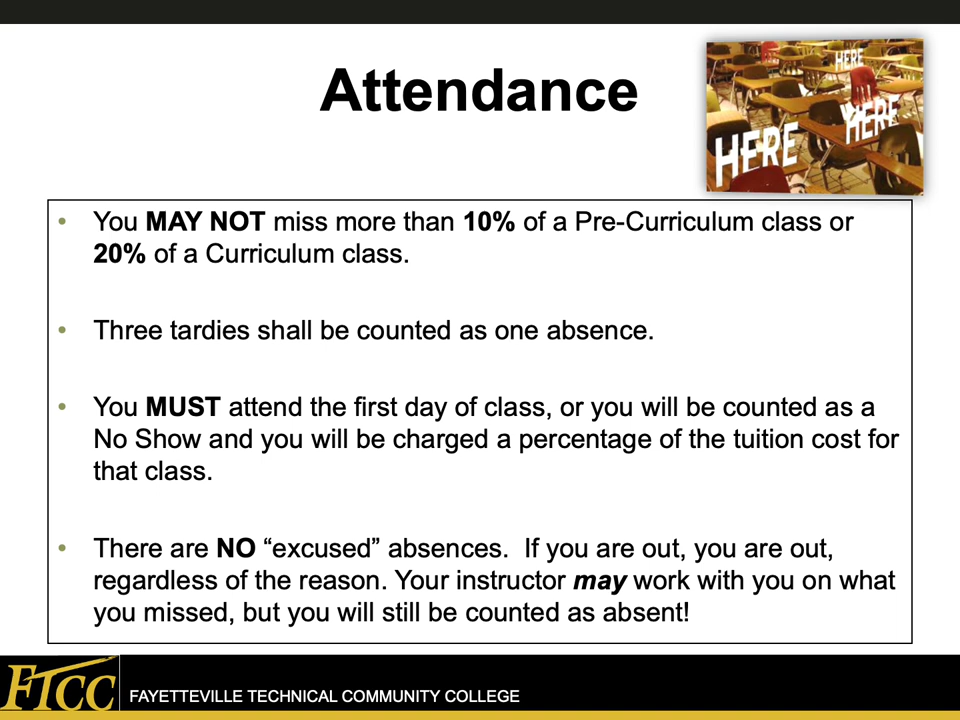 Attendance
HERE
HERE
HERE
• You MAY NOT miss more than 10% of a Pre-Curriculum class or
20% of a Curriculum class.
• Three tardies shall be counted as one absence.
• You MUST attend the first day of class, or you will be counted as a
No Show and you will be charged a percentage of the tuition cost for
that class.
• There are NO “excused” absences.  If you are out, you are out,
regardless of the reason. Your instructor may work with you on what
you missed, but you will still be counted as absent!
FTCC
FAYETTEVILLE TECHNICAL COMMUNITY COLLEGE